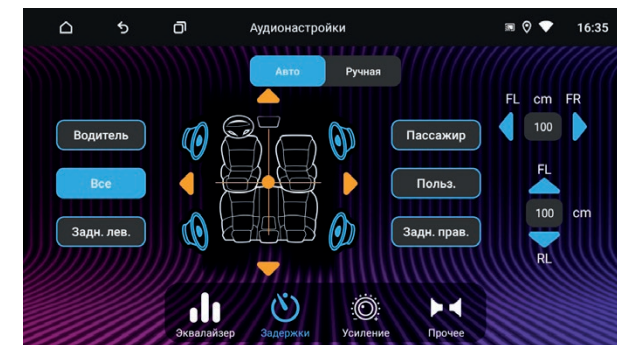 Аудионастройки
16:35
Авто
Ручная
FL cm FR
100
Водитель
Пассажир
FL
Все
Польз.
100 cm
Задн. лев.
Задн. прав.
RL
Эквалайзер
Задержки
Усиление
Прочее